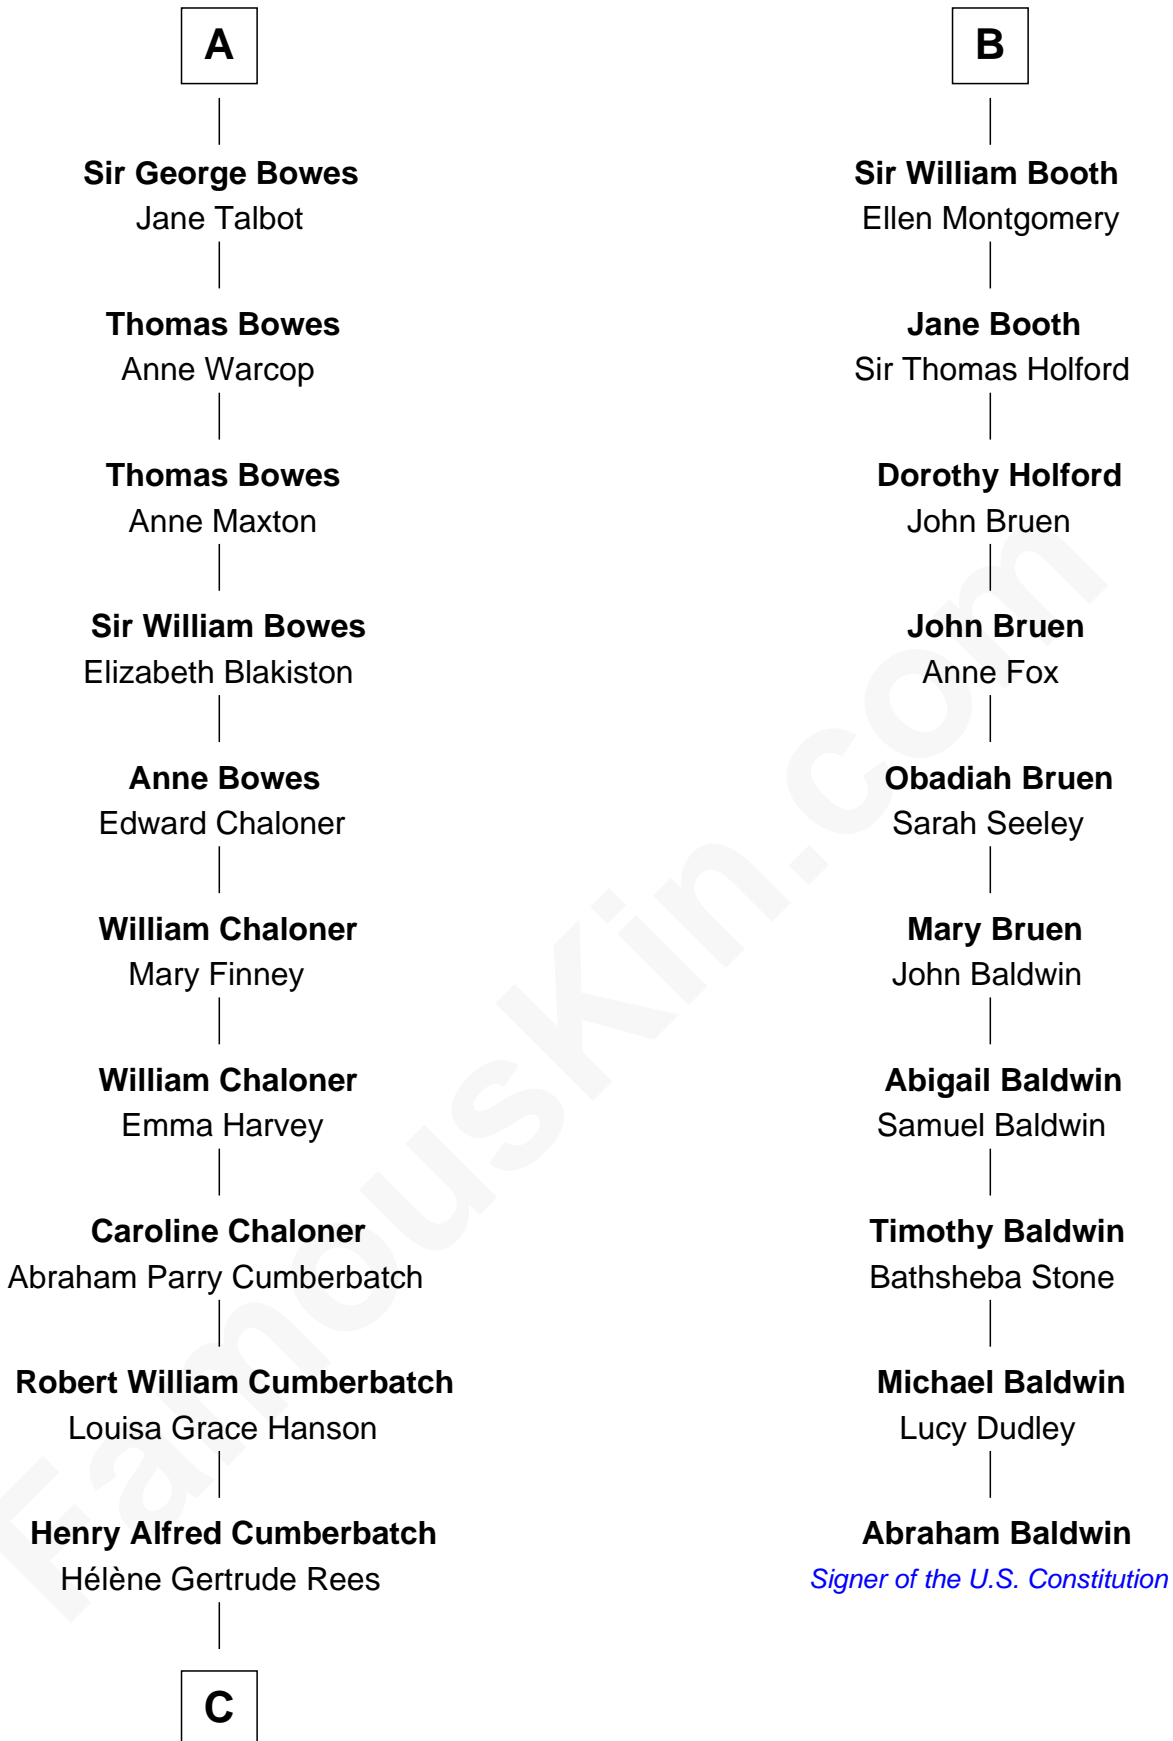 A
Sir George Bowes
Jane Talbot
Thomas Bowes
Anne Warcop
Thomas Bowes
Anne Maxton
Sir William Bowes
Elizabeth Blakiston
Anne Bowes
Edward Chaloner
William Chaloner
Mary Finney
William Chaloner
Emma Harvey
Caroline Chaloner
Abraham Parry Cumberbatch
Robert William Cumberbatch
Louisa Grace Hanson
Henry Alfred Cumberbatch
Hélène Gertrude Rees
C
B
Sir William Booth
Ellen Montgomery
Jane Booth
Sir Thomas Holford
Dorothy Holford
John Bruen
John Bruen
Anne Fox
Obadiah Bruen
Sarah Seeley
Mary Bruen
John Baldwin
Abigail Baldwin
Samuel Baldwin
Timothy Baldwin
Bathsheba Stone
Michael Baldwin
Lucy Dudley
Abraham Baldwin
Signer of the U.S. Constitution
FamousKin.com